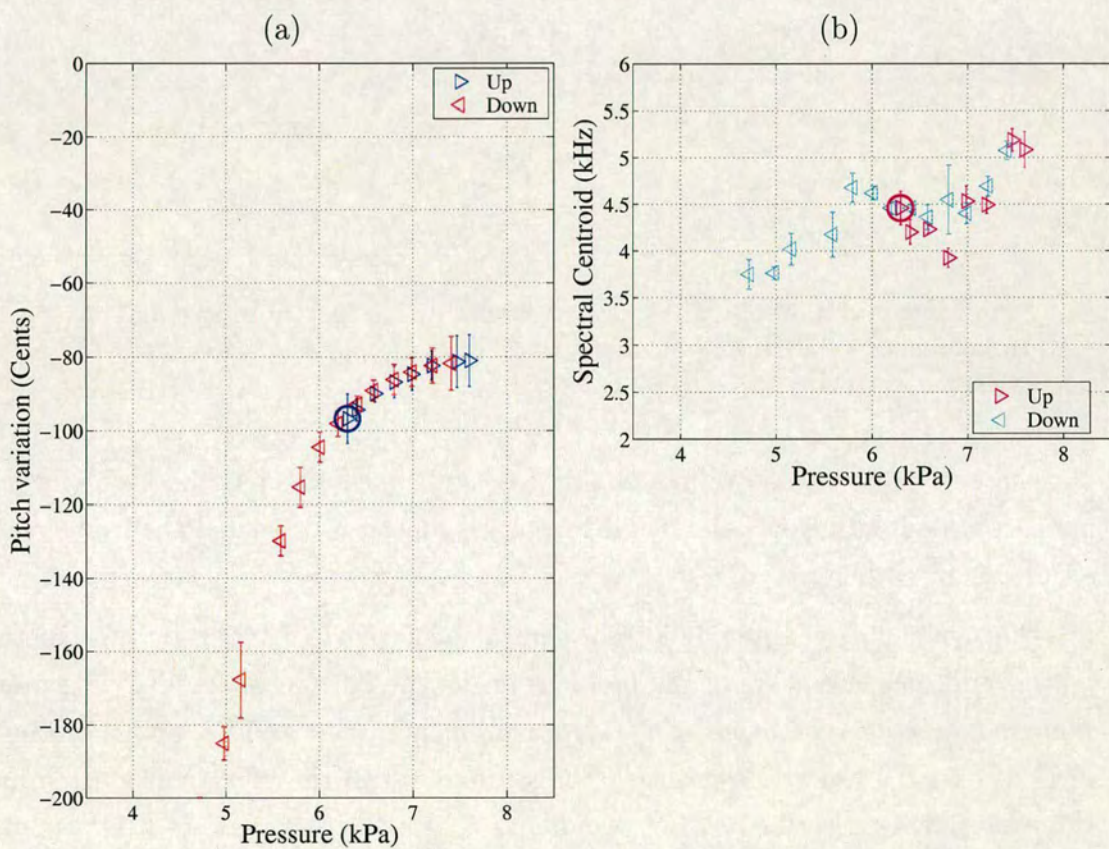 (a)
0
−20
−40
−60
−80
−100
−120
−140
−160
−180
−200
Pitch variation (Cents)
4 5 6 7 8
Pressure (kPa)
Up
Down
(b)
6
5.5
5
4.5
4
3.5
3
2.5
2
Spectral Centroid (kHz)
4 5 6 7 8
Pressure (kPa)
Up
Down